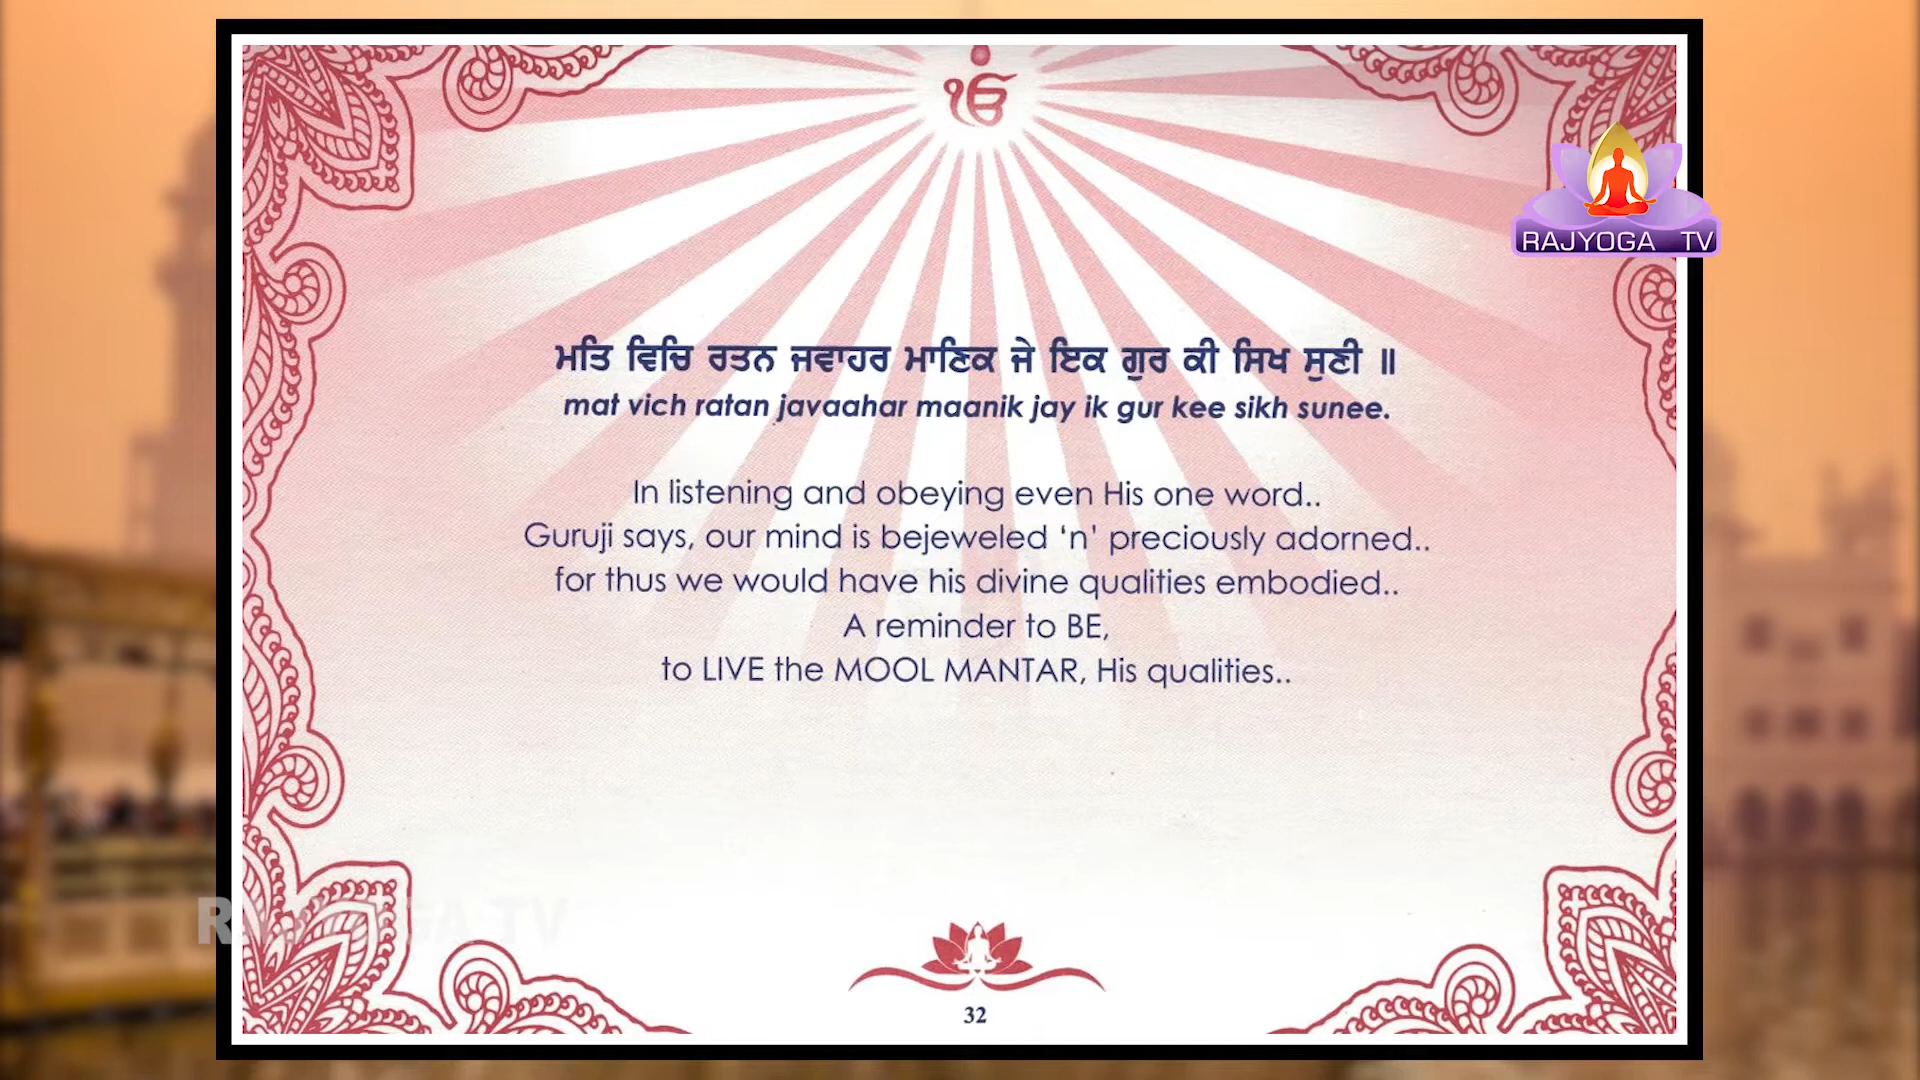 ੴ
RAJYOGA TV
ਮਤਿ ਵਿਚਿ ਰਤਨ ਜਵਾਹਰ ਮਾਣਿਕ ਜੇ ਇਕ ਗੁਰ ਕੀ ਸਿਖ ਸੁਣੀ ॥
mat vich ratan javaahar maanik jay ik gur kee sikh sunee.
In listening and obeying even His one word..
Guruji says, our mind is bejeweled ‘n’ preciously adorned..
for thus we would have his divine qualities embodied..
A reminder to BE,
to LIVE the MOOL MANTAR, His qualities..
RAJYOGA TV
32